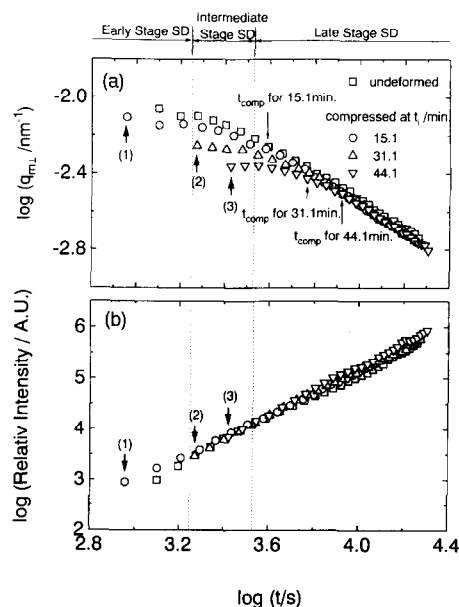 Intermediate
Early Stage SD
Stage SD
Late Stage SD
(a)
undeformed
compressed at tᵢ /min.
15.1
31.1
44.1
t_comp for 15.1min.
t_comp for 31.1min.
t_comp for 44.1min.
(1)
(2)
(3)
-2.0
-2.4
-2.8
log (q_m⊥ /nm⁻¹)
(b)
(1)
(2)
(3)
6
5
4
3
2
log (Relativ Intensity / A.U.)
2.8 3.2 3.6 4.0 4.4
log (t/s)